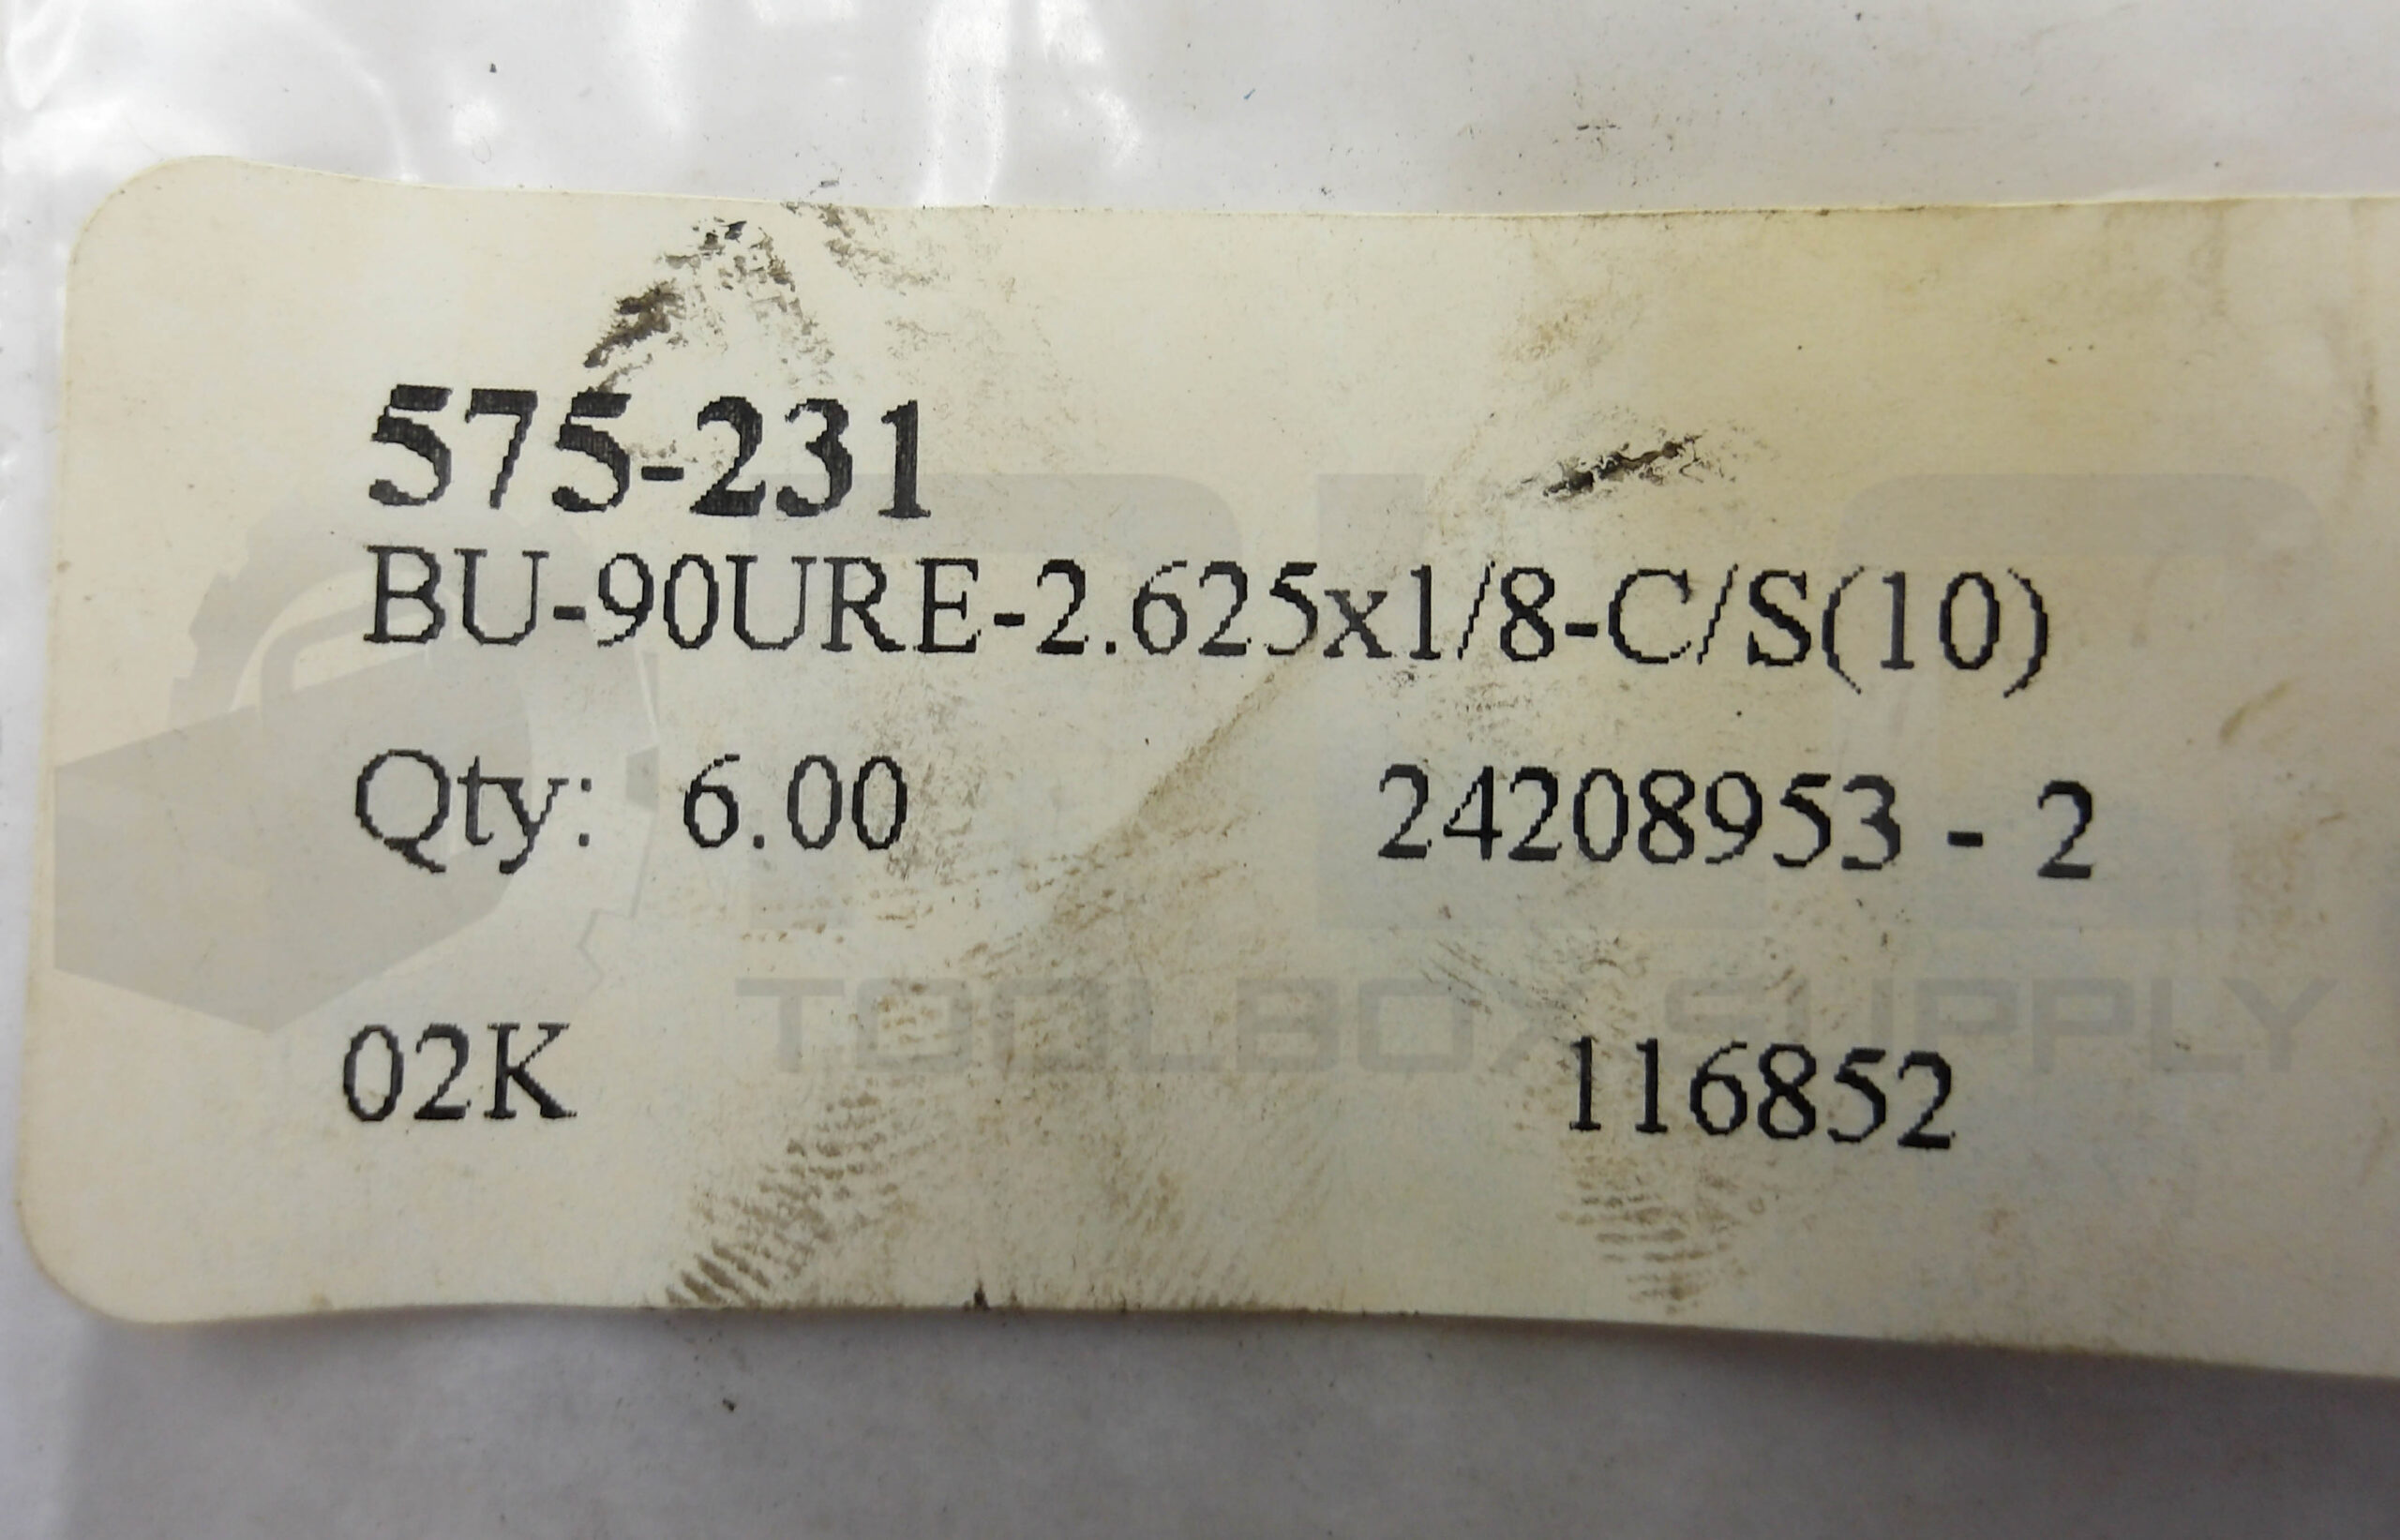 575-231
BU-90URE-2.625x1/8-C/S(10)
Qty: 6.00 24208953 - 2
TOOLBOX SUPPLY
02K 116852